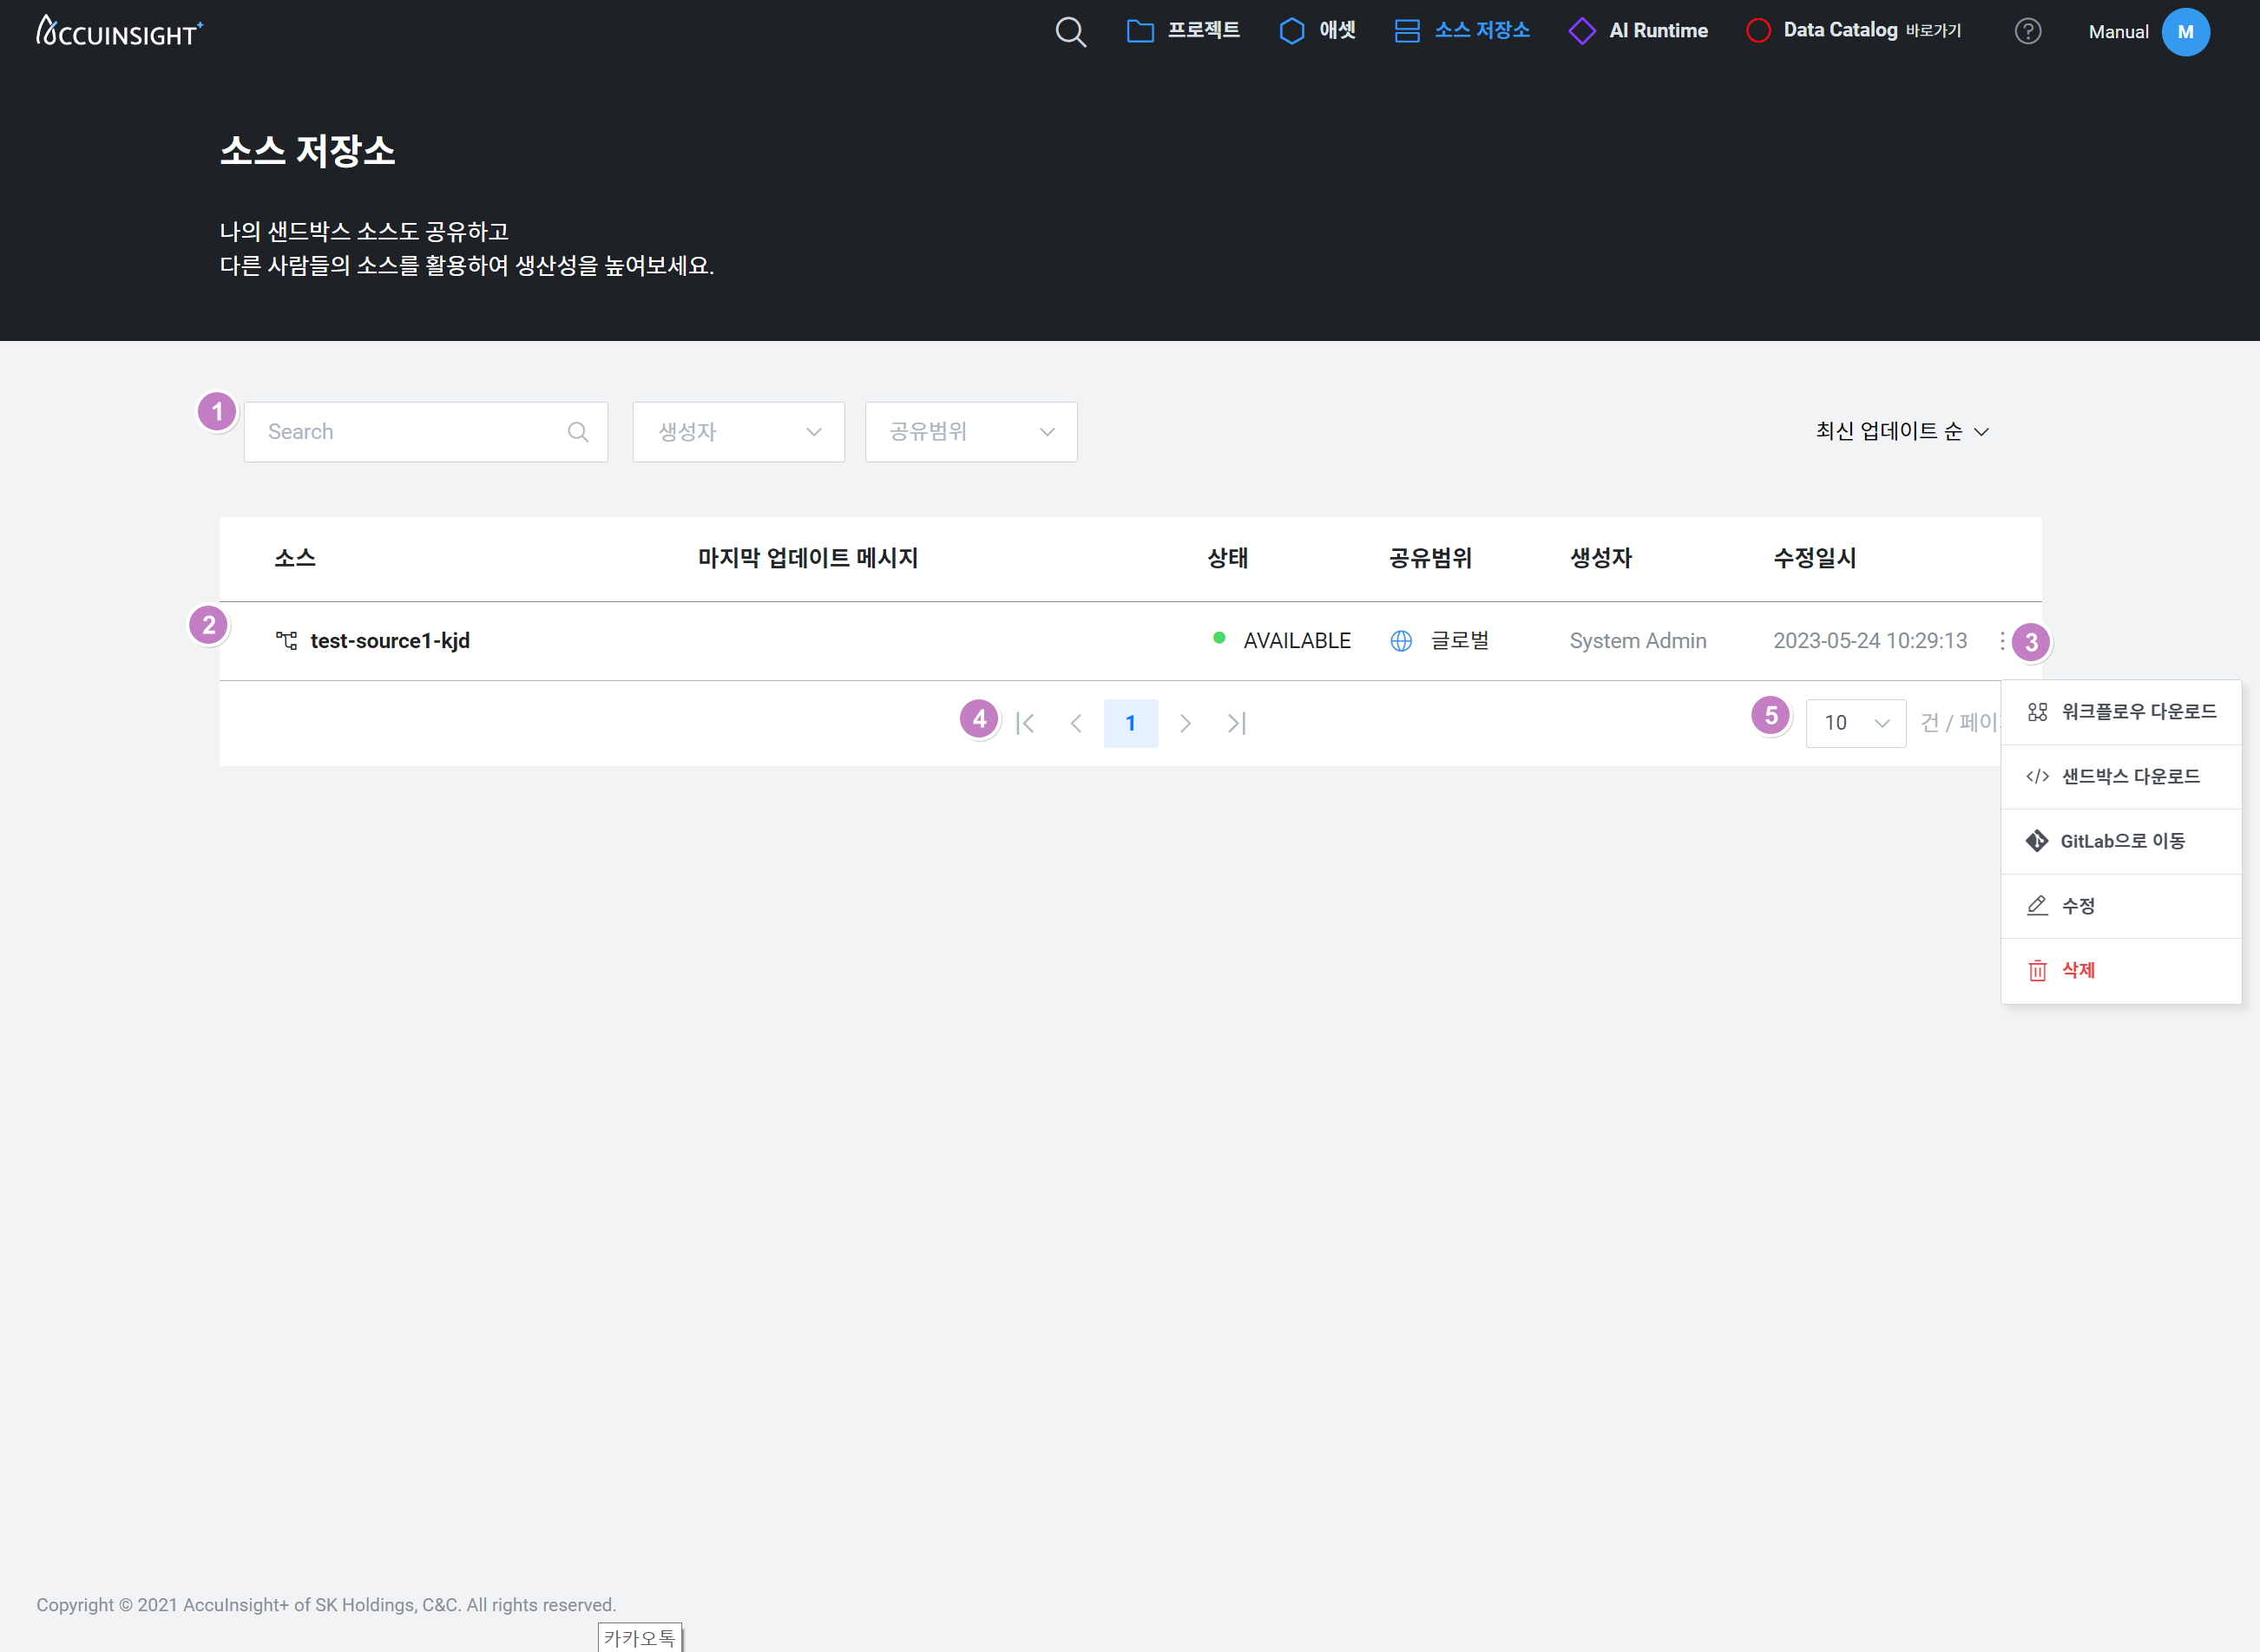 ACCUINSIGHT+
프로젝트
애셋
소스 저장소
AI Runtime
Data Catalog 바로가기
?
Manual
M
소스 저장소
나의 샌드박스 소스도 공유하고
다른 사람들의 소스를 활용하여 생산성을 높여보세요.
1
Search
생성자
공유범위
최신 업데이트 순
소스
마지막 업데이트 메시지
상태
공유범위
생성자
수정일시
2
test-source1-kjd
AVAILABLE
글로벌
System Admin
2023-05-24 10:29:13
3
4
1
5
10
건 / 페이
워크플로우 다운로드
샌드박스 다운로드
GitLab으로 이동
수정
삭제
Copyright © 2021 AccuInsight+ of SK Holdings, C&C. All rights reserved.
카카오톡